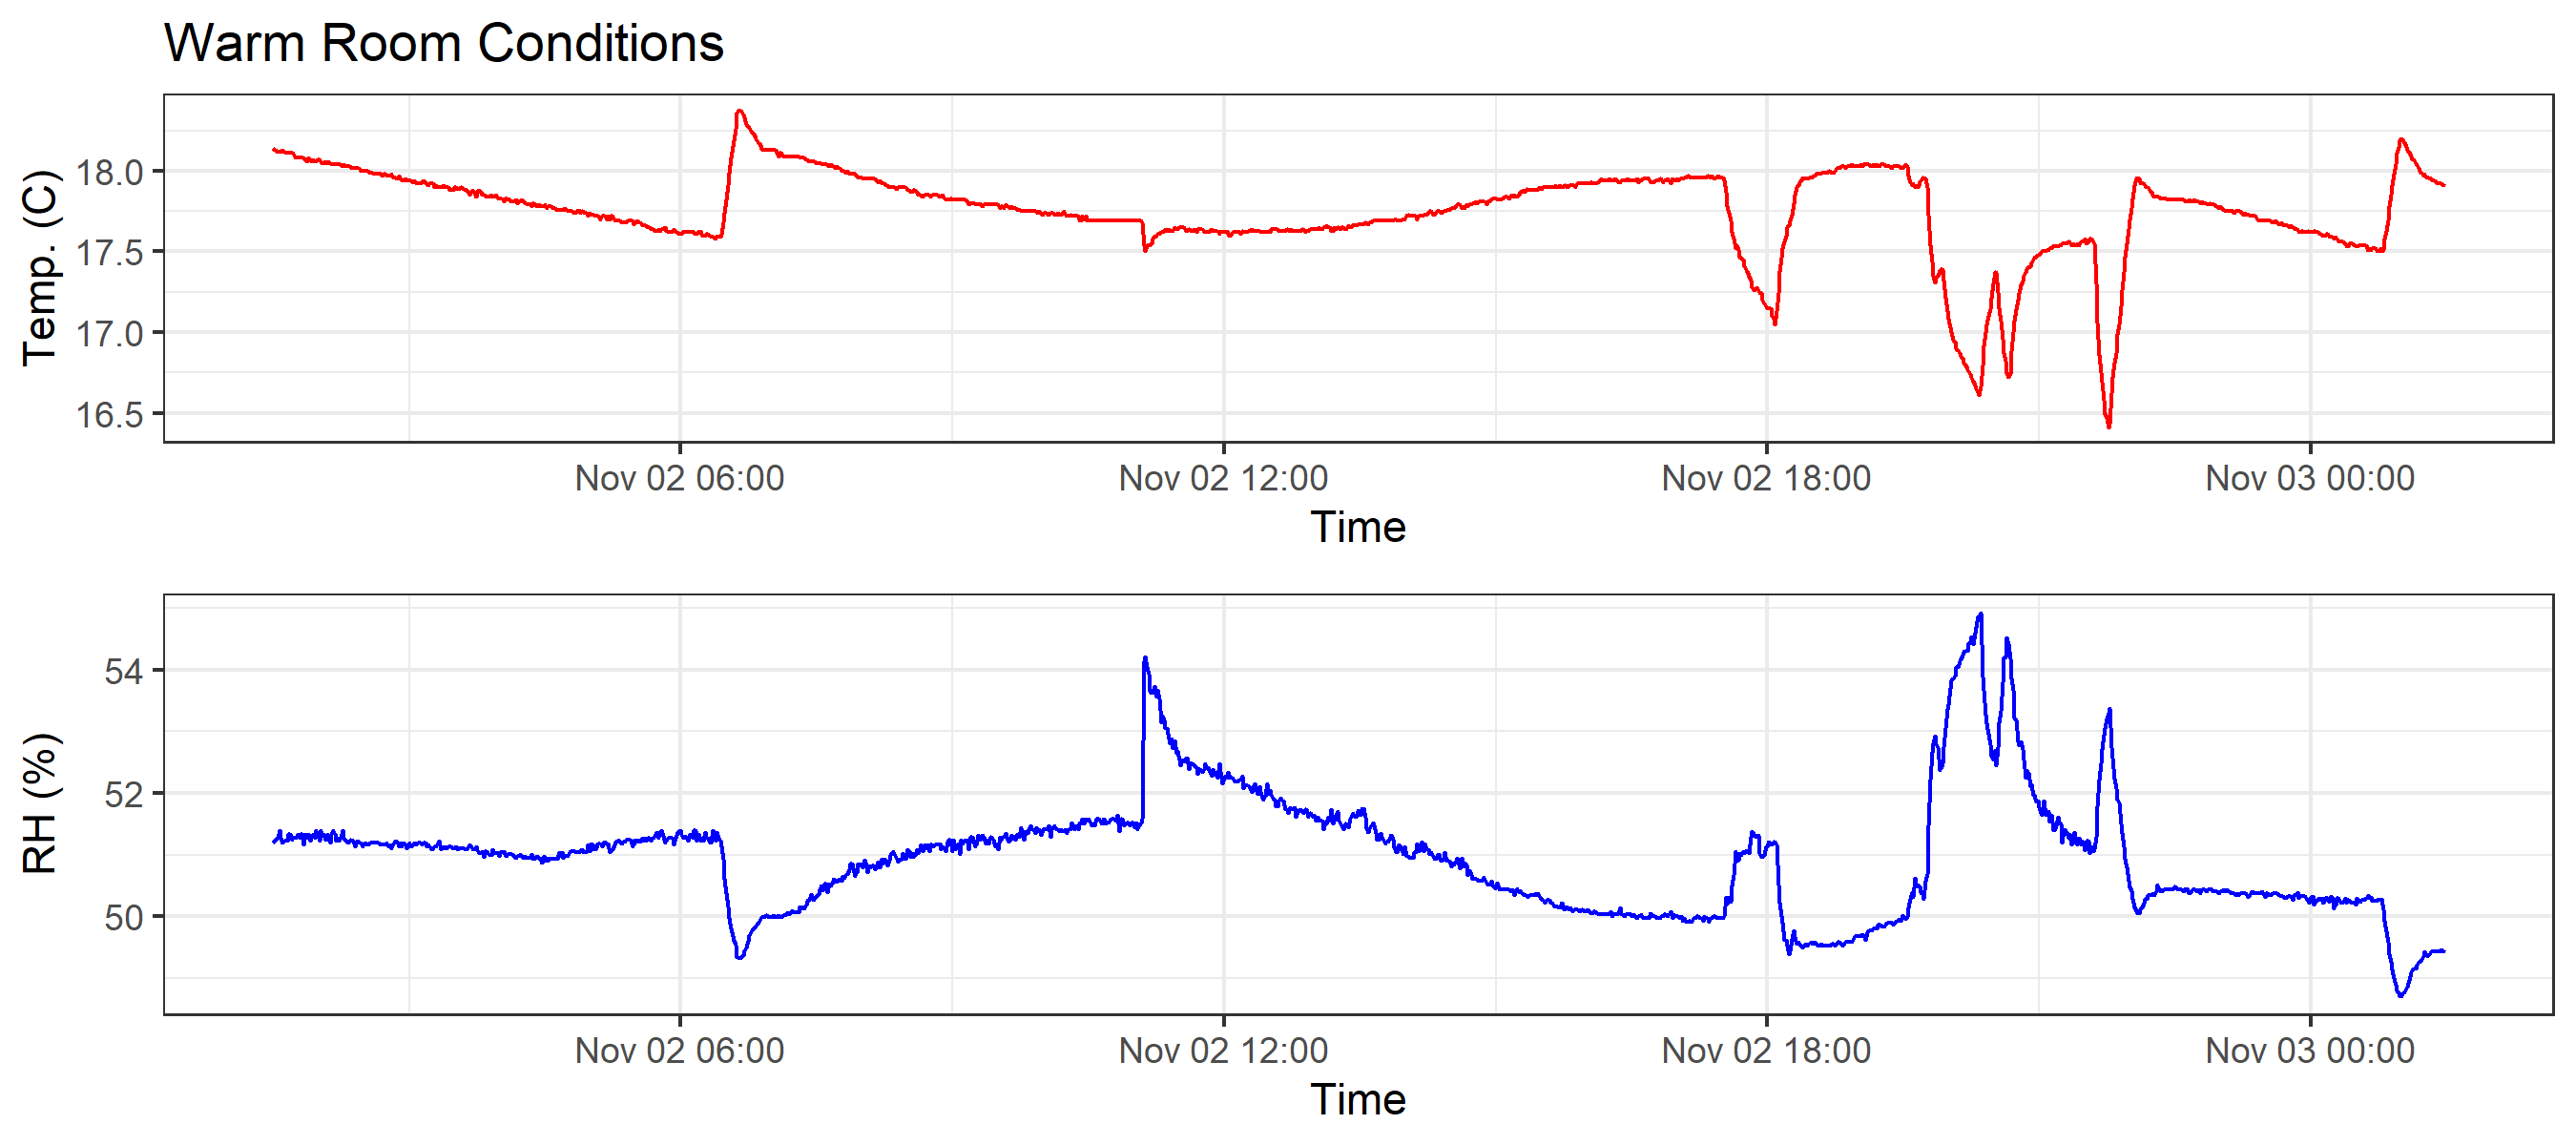 Warm Room Conditions
Temp. (C)
18.0
17.5
17.0
16.5
Nov 02 06:00 Nov 02 12:00 Nov 02 18:00 Nov 03 00:00
Time
RH (%)
54
52
50
Nov 02 06:00 Nov 02 12:00 Nov 02 18:00 Nov 03 00:00
Time